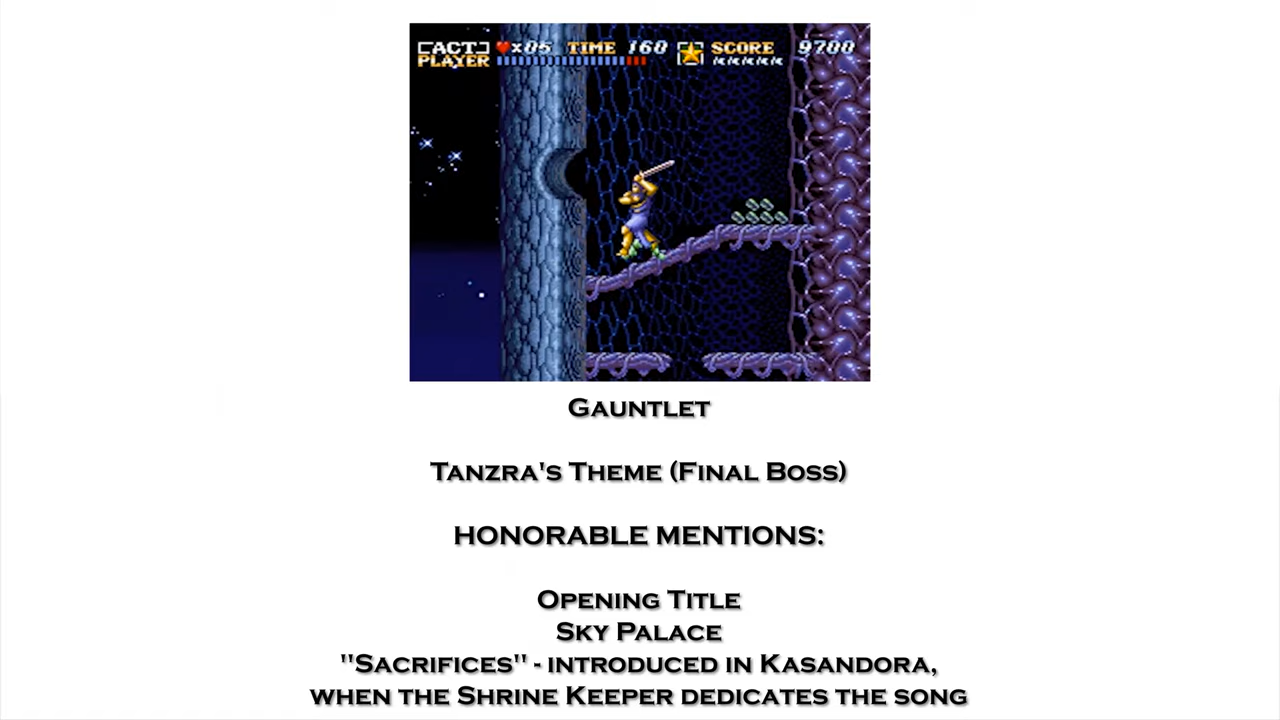 [ACT] x05 TIME 160 SCORE 9700
PLAYER
Gauntlet
Tanzra's Theme (Final Boss)
HONORABLE MENTIONS:
Opening Title
Sky Palace
"Sacrifices" - introduced in Kasandora,
when the Shrine Keeper dedicates the song